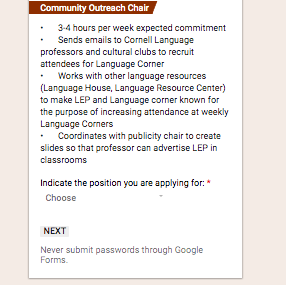 Community Outreach Chair
• 3-4 hours per week expected commitment
• Sends emails to Cornell Language
professors and cultural clubs to recruit
attendees for Language Corner
• Works with other language resources
(Language House, Language Resource Center)
to make LEP and Language corner known for
the purpose of increasing attendance at weekly
Language Corners
• Coordinates with publicity chair to create
slides so that professor can advertise LEP in
classrooms
Indicate the position you are applying for: *
Choose
NEXT
Never submit passwords through Google
Forms.